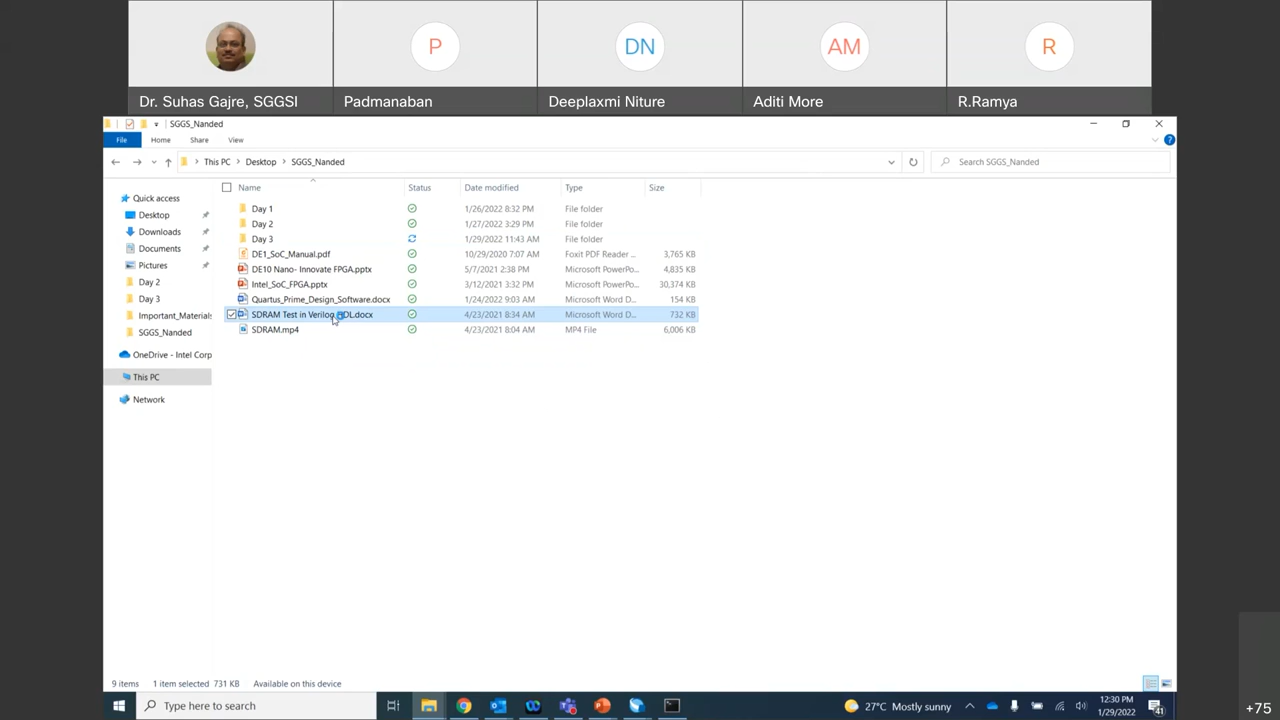 P
DN
AM
R
Dr. Suhas Gajre, SGGSI
Padmanaban
Deeplaxmi Niture
Aditi More
R.Ramya
SGGS_Nanded
File
Home
Share
View
This PC
Desktop
SGGS_Nanded
Search SGGS_Nanded
Name
Status
Date modified
Type
Size
Quick access
Desktop
Downloads
Documents
Pictures
Day 2
Day 3
Important_Materials
SGGS_Nanded
OneDrive - Intel Corp
This PC
Network
Day 1 1/26/2022 8:32 PM File folder
Day 2 1/27/2022 3:29 PM File folder
Day 3 1/29/2022 11:43 AM File folder
DE1_SoC_Manual.pdf 10/29/2020 7:07 AM Foxit PDF Reader ... 3,765 KB
DE10 Nano- Innovate FPGA.pptx 5/7/2021 2:38 PM Microsoft PowerPo... 4,835 KB
Intel_SoC_FPGA.pptx 3/12/2021 3:32 PM Microsoft PowerPo... 30,374 KB
Quartus_Prime_Design_Software.docx 1/24/2022 9:03 AM Microsoft Word D... 154 KB
SDRAM Test in Verilog DL.docx 4/23/2021 8:34 AM Microsoft Word D... 732 KB
SDRAM.mp4 4/23/2021 8:04 AM MP4 File 6,006 KB
9 items 1 item selected 731 KB Available on this device
Type here to search
27°C Mostly sunny
12:30 PM
1/29/2022
41
+75